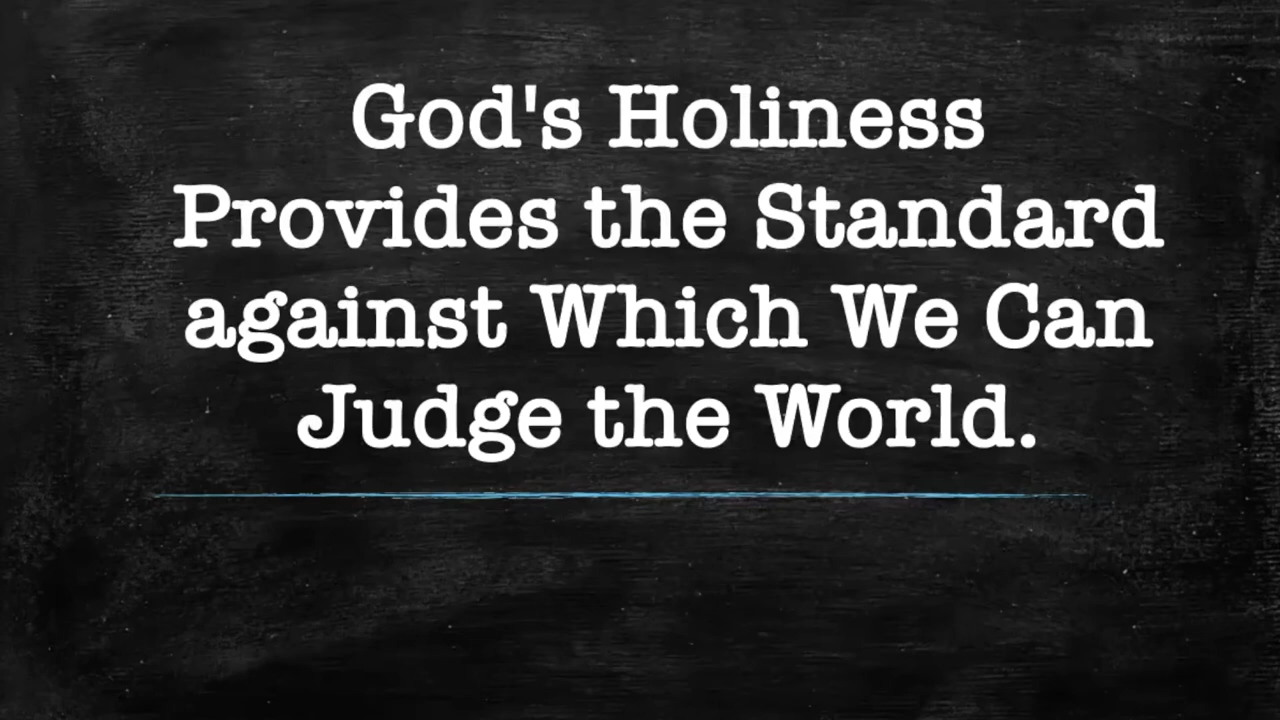 God's Holiness
Provides the Standard
against Which We Can
Judge the World.